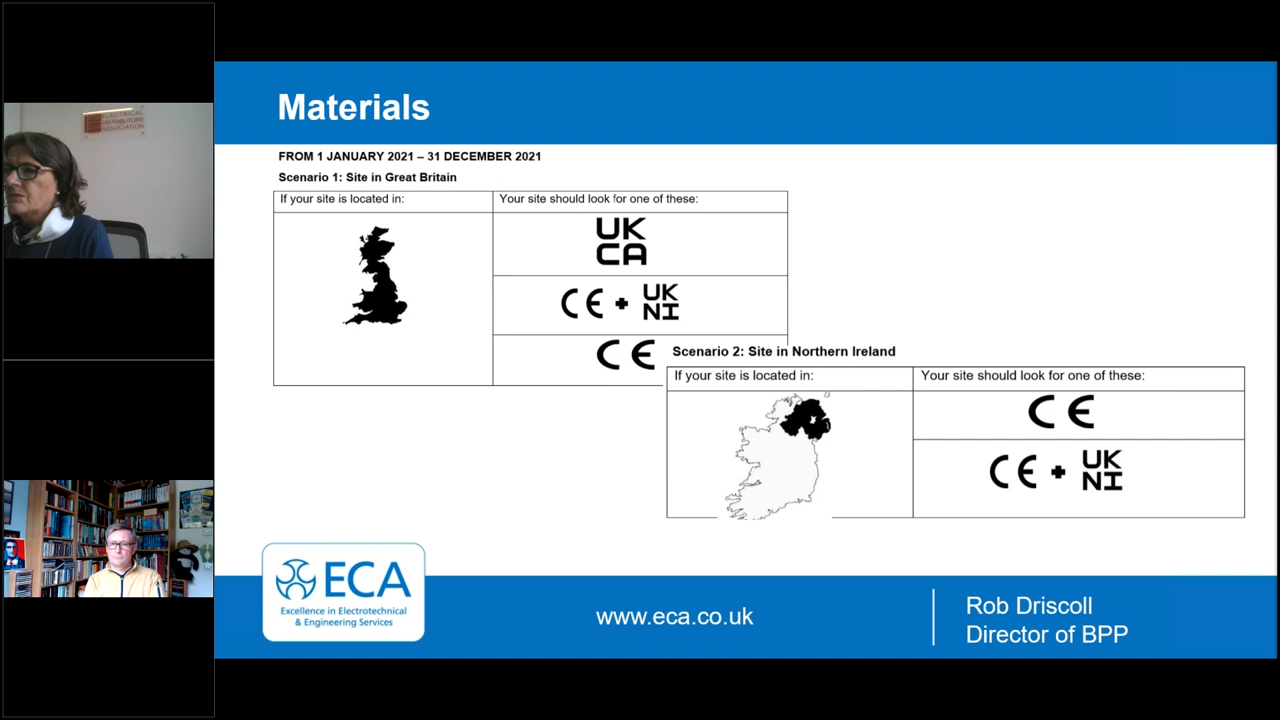 ELECTRICAL
DISTRIBUTORS
ASSOCIATION
Materials
FROM 1 JANUARY 2021 – 31 DECEMBER 2021
Scenario 1: Site in Great Britain
If your site is located in:
Your site should look for one of these:
UK
CA
CE + UK
NI
CE
Scenario 2: Site in Northern Ireland
If your site is located in:
Your site should look for one of these:
CE
CE + UK
NI
ECA
Excellence in Electrotechnical
& Engineering Services
www.eca.co.uk
Rob Driscoll
Director of BPP